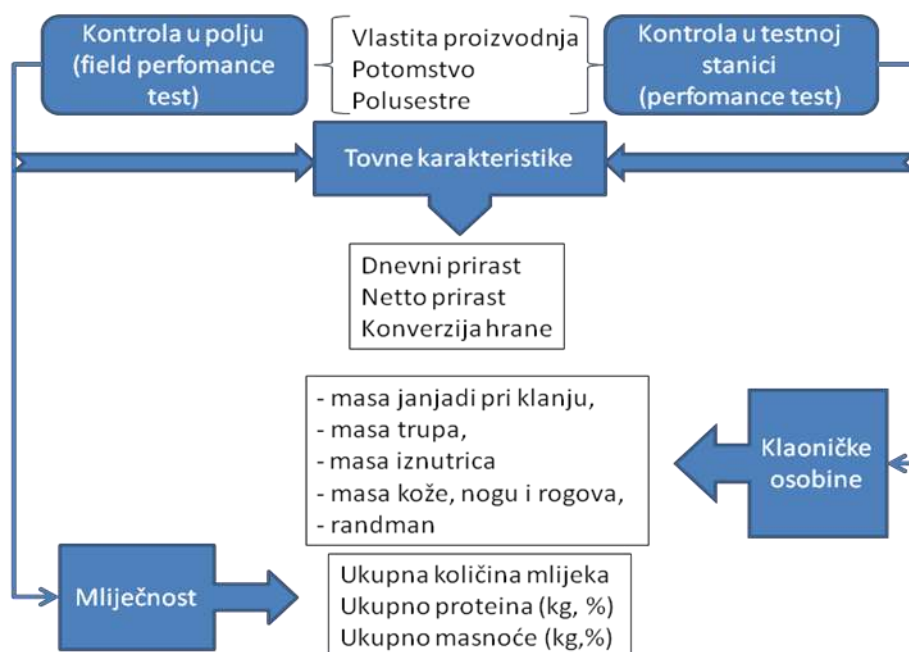 Kontrola u polju
(field perfomance
test)
Vlastita proizvodnja
Potomstvo
Polusestre
Kontrola u testnoj
stanici
(perfomance test)
Tovne karakteristike
Dnevni prirast
Netto prirast
Konverzija hrane
- masa janjadi pri klanju,
- masa trupa,
- masa iznutrica
- masa kože, nogu i rogova,
- randman
Klaoničke
osobine
Mliječnost
Ukupna količina mlijeka
Ukupno proteina (kg, %)
Ukupno masnoće (kg,%)